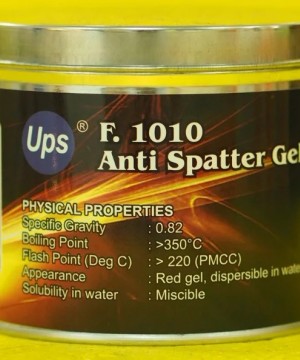 Ups ® F. 1010
Anti Spatter Gel
PHYSICAL PROPERTIES
Specific Gravity : 0.82
Boiling Point : >350°C
Flash Point (Deg C) : > 220 (PMCC)
Appearance : Red gel, dispersible in wate
Solubility in water : Miscible